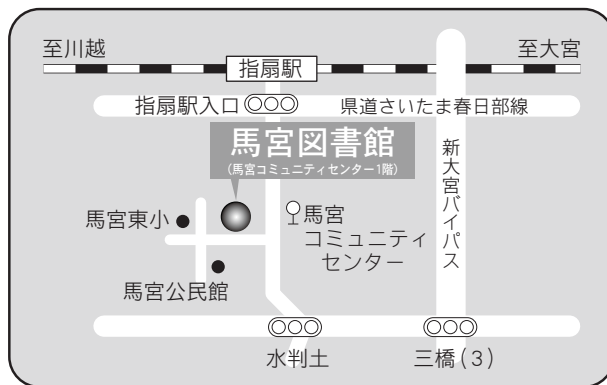 至川越
至大宮
指扇駅
指扇駅入口
県道さいたま春日部線
馬宮図書館
(馬宮コミュニティセンター1階)
新大宮バイパス
馬宮東小
馬宮
コミュニティ
センター
馬宮公民館
水判土
三橋(3)